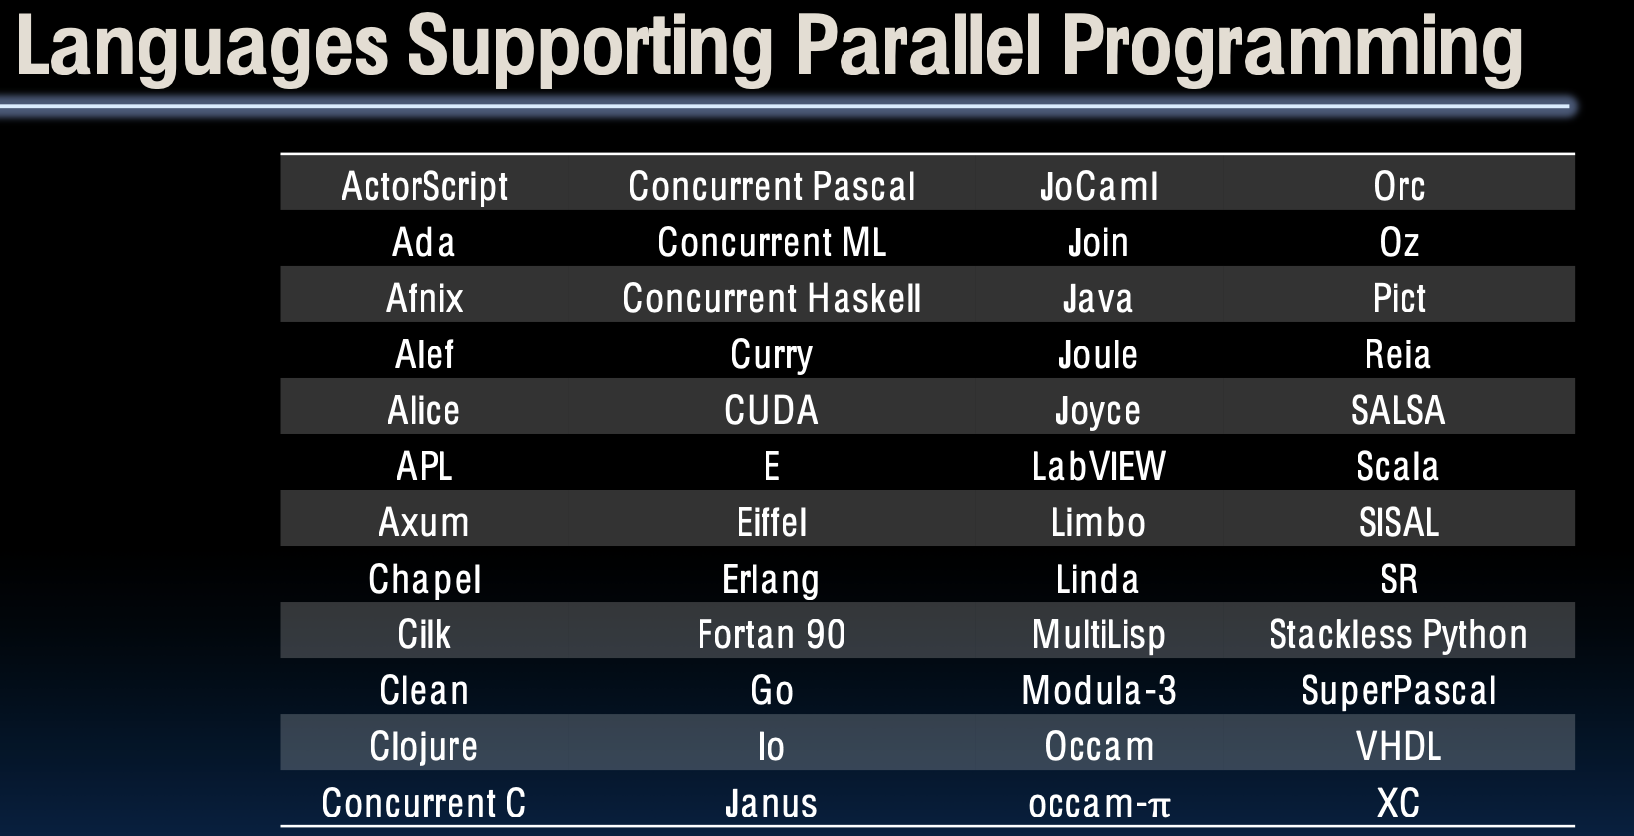 Languages Supporting Parallel Programming
ActorScript Concurrent Pascal JoCaml Orc
Ada Concurrent ML Join Oz
Afnix Concurrent Haskell Java Pict
Alef Curry Joule Reia
Alice CUDA Joyce SALSA
APL E LabVIEW Scala
Axum Eiffel Limbo SISAL
Chapel Erlang Linda SR
Cilk Fortan 90 MultiLisp Stackless Python
Clean Go Modula-3 SuperPascal
Clojure Io Occam VHDL
Concurrent C Janus occam-π XC